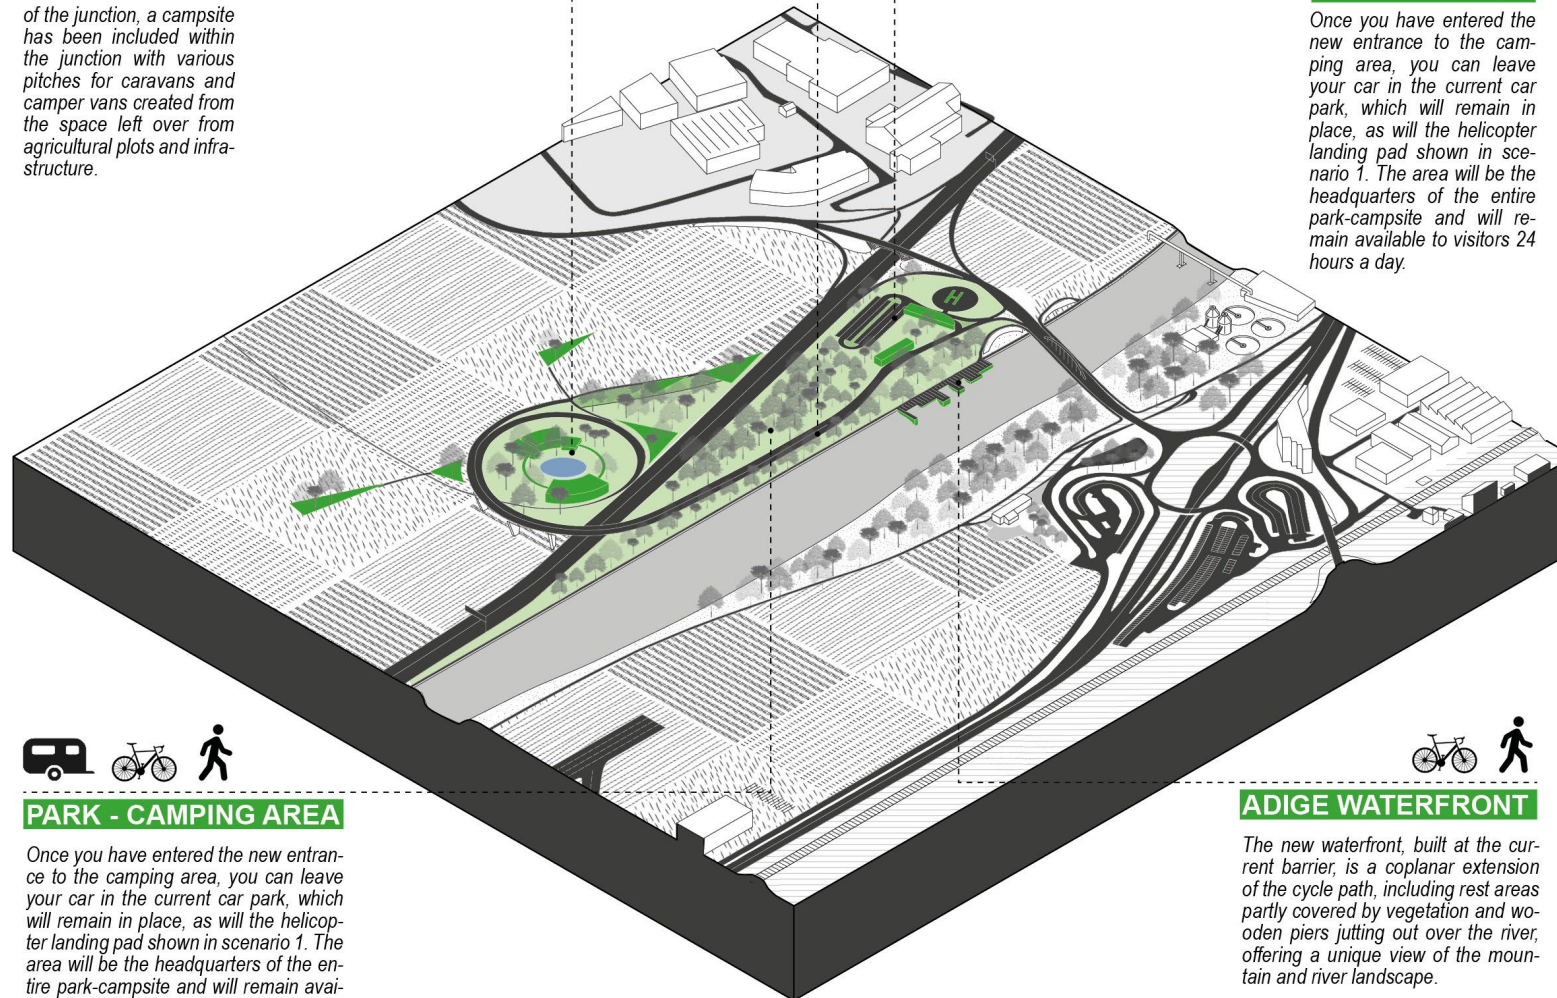 of the junction, a campsite
has been included within
the junction with various
pitches for caravans and
camper vans created from
the space left over from
agricultural plots and infra-
structure.
Once you have entered the
new entrance to the cam-
ping area, you can leave
your car in the current car
park, which will remain in
place, as will the helicopter
landing pad shown in sce-
nario 1. The area will be the
headquarters of the entire
park-campsite and will re-
main available to visitors 24
hours a day.
H
PARK - CAMPING AREA
Once you have entered the new entran-
ce to the camping area, you can leave
your car in the current car park, which
will remain in place, as will the helicop-
ter landing pad shown in scenario 1. The
area will be the headquarters of the en-
tire park-campsite and will remain avai-
ADIGE WATERFRONT
The new waterfront, built at the cur-
rent barrier, is a coplanar extension
of the cycle path, including rest areas
partly covered by vegetation and wo-
oden piers jutting out over the river,
offering a unique view of the moun-
tain and river landscape.